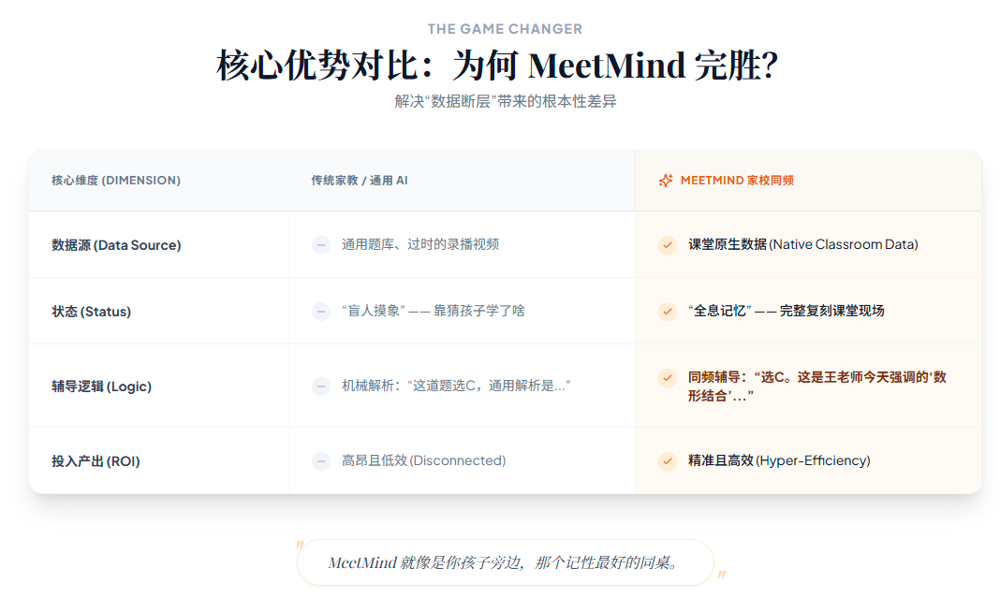 THE GAME CHANGER
核心优势对比：为何 MeetMind 完胜？
解决“数据断层”带来的根本性差异
核心维度 (DIMENSION)
传统家教 / 通用 AI
MEETMIND 家校同频
数据源 (Data Source)
通用题库、过时的录播视频
课堂原生数据 (Native Classroom Data)
状态 (Status)
“盲人摸象” —— 靠猜孩子学了啥
“全息记忆” —— 完整复刻课堂现场
辅导逻辑 (Logic)
机械解析：“这道题选C，通用解析是...”
同频辅导：“选C。这是王老师今天强调的‘数
形结合’...”
投入产出 (ROI)
高昂且低效 (Disconnected)
精准且高效 (Hyper-Efficiency)
"MeetMind 就像是你孩子旁边，那个记性最好的同桌。"